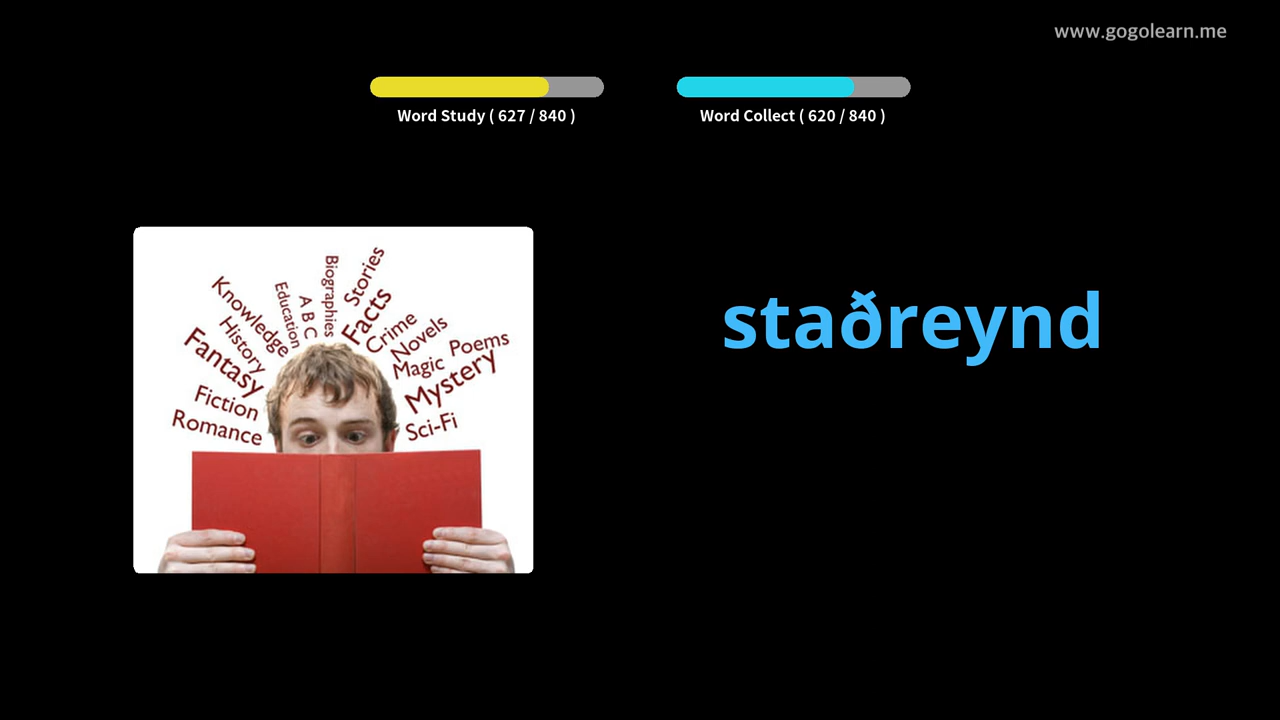 www.gogolearn.me
Word Study ( 627 / 840 )
Word Collect ( 620 / 840 )
staðreynd
Romance
Fiction
Fantasy
History
Knowledge
Education
A B C
Biographies
Stories
Facts
Crime
Novels
Magic
Poems
Mystery
Sci-Fi